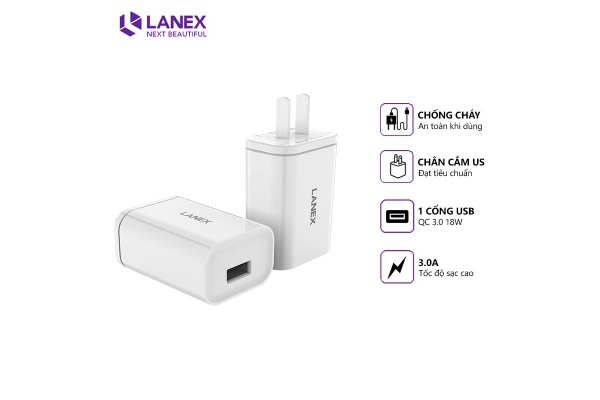 LANEX
NEXT BEAUTIFUL
CHỐNG CHÁY
An toàn khi dùng
CHÂN CẮM US
Đạt tiêu chuẩn
1 CỔNG USB
QC 3.0 18W
3.0A
Tốc độ sạc cao
LANEX
LANEX